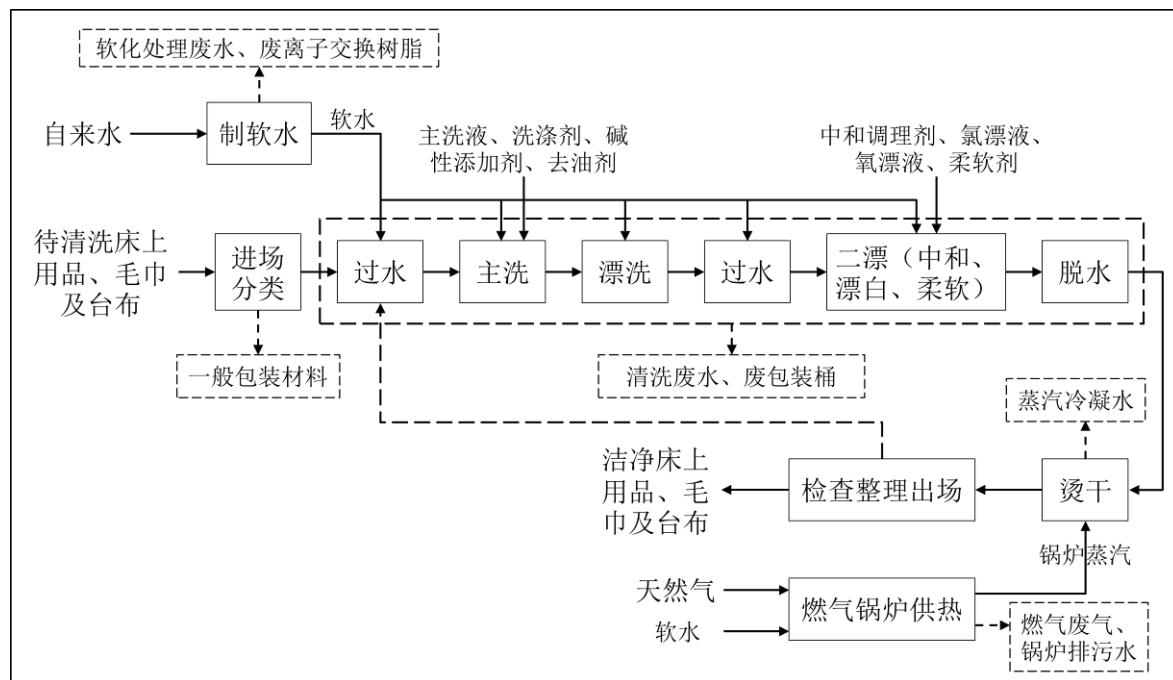 软化处理废水、废离子交换树脂
自来水
制软水
软水
主洗液、洗涤剂、碱
性添加剂、去油剂
中和调理剂、氯漂液、
氧漂液、柔软剂
待清洗床上
用品、毛巾
及台布
进场
分类
过水
主洗
漂洗
过水
二漂（中和、
漂白、柔软）
脱水
一般包装材料
清洗废水、废包装桶
蒸汽冷凝水
洁净床上
用品、毛
巾及台布
检查整理出场
烫干
锅炉蒸汽
天然气
软水
燃气锅炉供热
燃气废气、
锅炉排污水